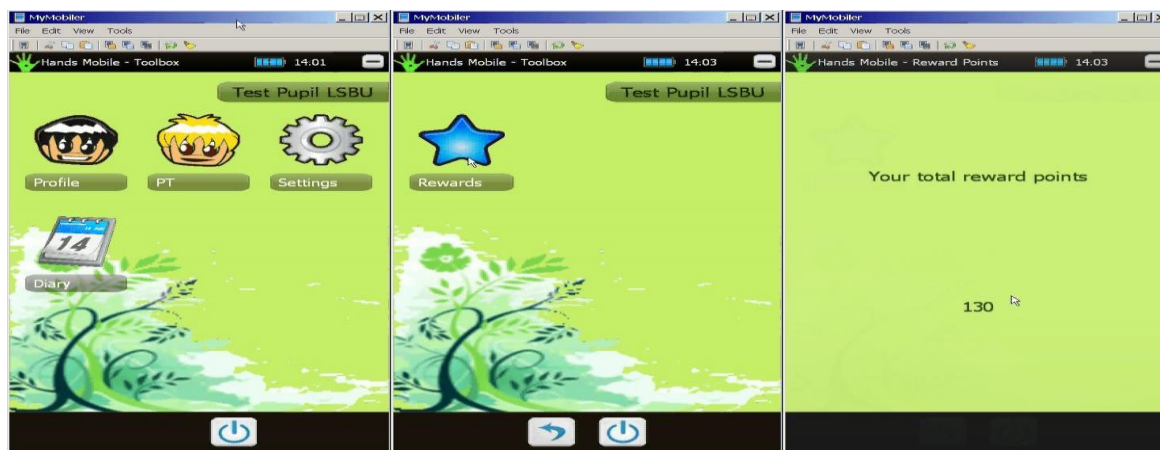 MyMobiler
File Edit View Tools
Hands Mobile - Toolbox 14:01
Test Pupil LSBU
Profile PT Settings
14
Diary
MyMobiler
File Edit View Tools
Hands Mobile - Toolbox 14:03
Test Pupil LSBU
Rewards
MyMobiler
File Edit View Tools
Hands Mobile - Reward Points 14:03
Your total reward points
130